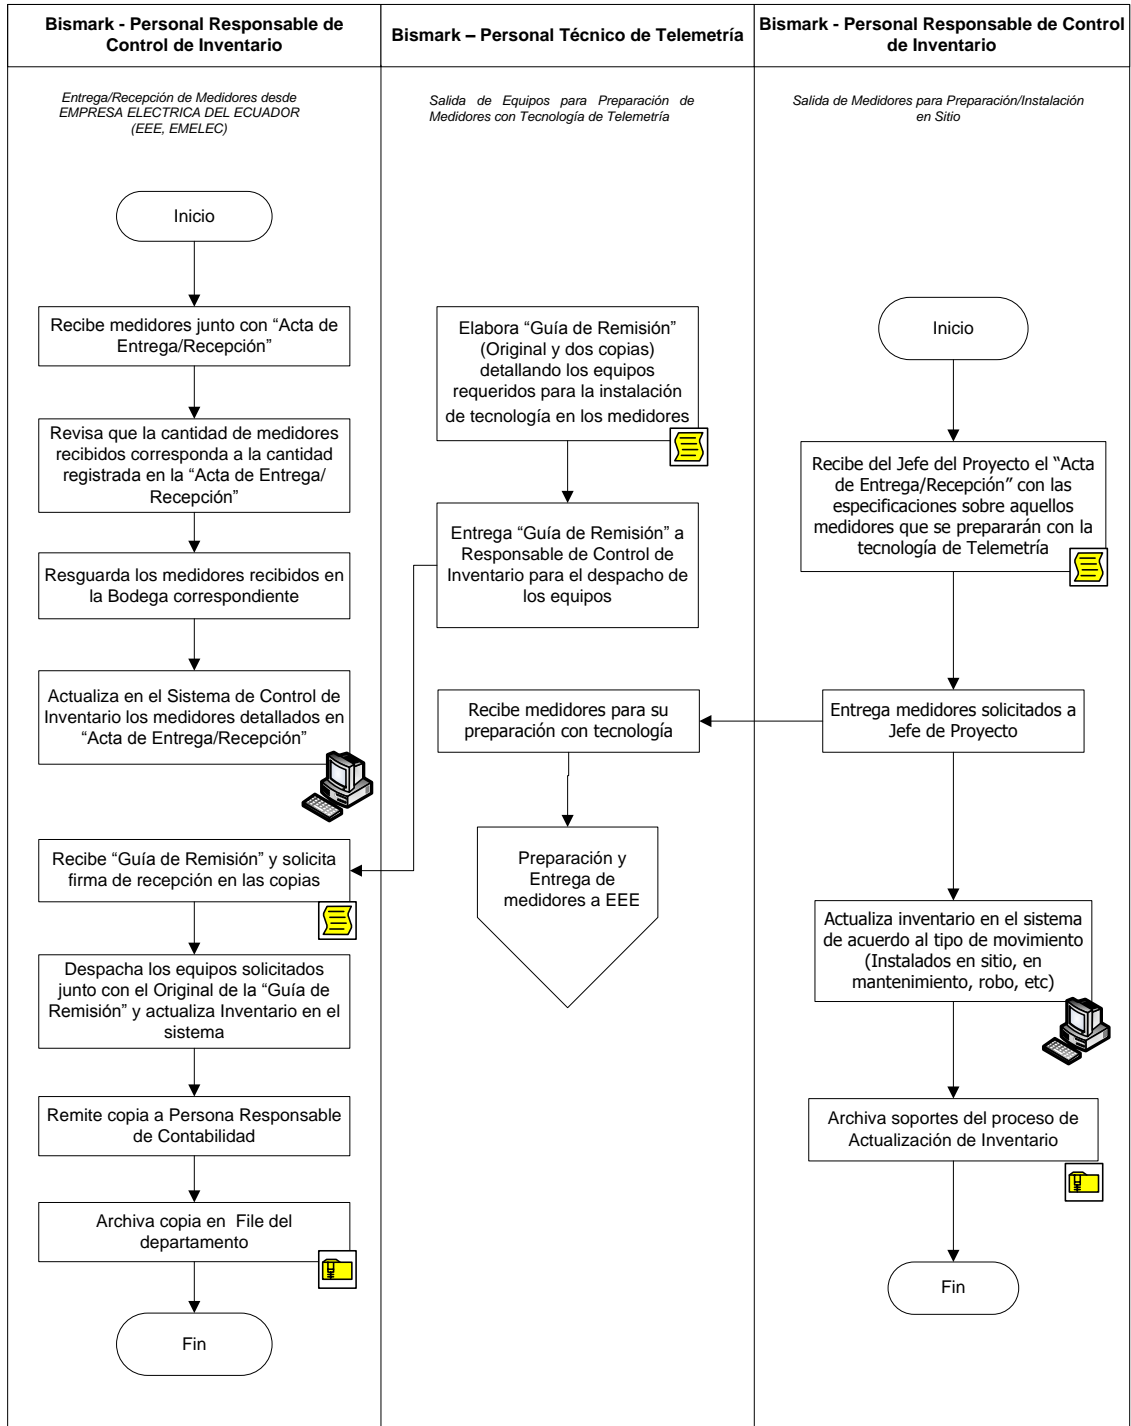 Bismark - Personal Responsable de
Control de Inventario
Entrega/Recepción de Medidores desde
EMPRESA ELECTRICA DEL ECUADOR
(EEE, EMELEC)
Inicio
Recibe medidores junto con “Acta de
Entrega/Recepción”
Revisa que la cantidad de medidores
recibidos corresponda a la cantidad
registrada en la “Acta de Entrega/
Recepción”
Resguarda los medidores recibidos en
la Bodega correspondiente
Actualiza en el Sistema de Control de
Inventario los medidores detallados en
“Acta de Entrega/Recepción”
Recibe “Guía de Remisión” y solicita
firma de recepción en las copias
Despacha los equipos solicitados
junto con el Original de la “Guía de
Remisión” y actualiza Inventario en el
sistema
Remite copia a Persona Responsable
de Contabilidad
Archiva copia en File del
departamento
Fin
Bismark – Personal Técnico de Telemetría
Salida de Equipos para Preparación de
Medidores con Tecnología de Telemetría
Elabora “Guía de Remisión”
(Original y dos copias)
detallando los equipos
requeridos para la instalación
de tecnología en los medidores
Entrega “Guía de Remisión” a
Responsable de Control de
Inventario para el despacho de
los equipos
Recibe medidores para su
preparación con tecnología
Preparación y
Entrega de
medidores a EEE
Bismark - Personal Responsable de Control
de Inventario
Salida de Medidores para Preparación/Instalación
en Sitio
Inicio
Recibe del Jefe del Proyecto el “Acta
de Entrega/Recepción” con las
especificaciones sobre aquellos
medidores que se prepararán con la
tecnología de Telemetría
Entrega medidores solicitados a
Jefe de Proyecto
Actualiza inventario en el sistema
de acuerdo al tipo de movimiento
(Instalados en sitio, en
mantenimiento, robo, etc)
Archiva soportes del proceso de
Actualización de Inventario
Fin